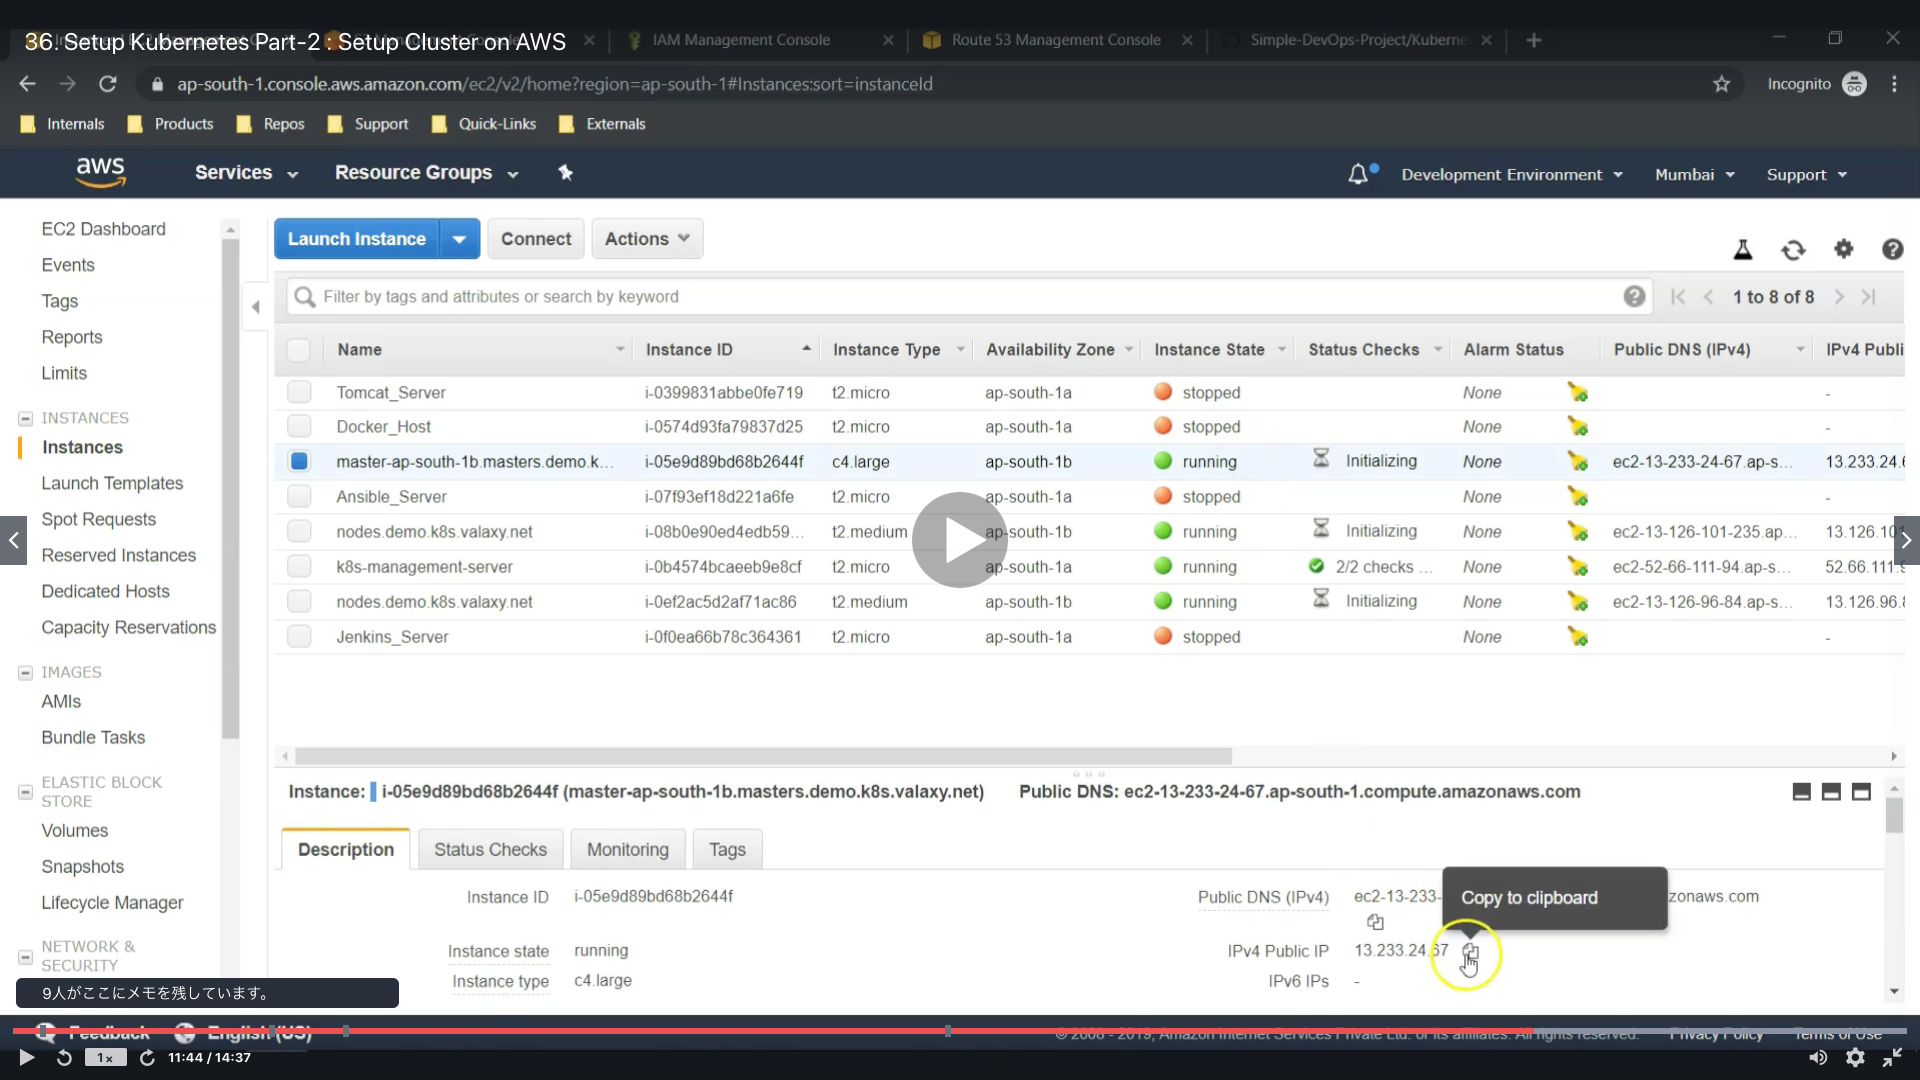 36. Setup Kubernetes Part-2 : Setup Cluster on AWS
IAM Management Console
Route 53 Management Console
Simple-DevOps-Project/Kuberne
ap-south-1.console.aws.amazon.com/ec2/v2/home?region=ap-south-1#Instances:sort=instanceId
Incognito
Internals
Products
Repos
Support
Quick-Links
Externals
aws
Services
Resource Groups
Development Environment
Mumbai
Support
EC2 Dashboard
Events
Tags
Reports
Limits
INSTANCES
Instances
Launch Templates
Spot Requests
Reserved Instances
Dedicated Hosts
Capacity Reservations
IMAGES
AMIs
Bundle Tasks
ELASTIC BLOCK
STORE
Volumes
Snapshots
Lifecycle Manager
NETWORK &
SECURITY
Launch Instance
Connect
Actions
Filter by tags and attributes or search by keyword
1 to 8 of 8
Name Instance ID Instance Type Availability Zone Instance State Status Checks Alarm Status Public DNS (IPv4) IPv4 Publi
Tomcat_Server i-0399831abbe0fe719 t2.micro ap-south-1a stopped None -
Docker_Host i-0574d93fa79837d25 t2.micro ap-south-1a stopped None -
master-ap-south-1b.masters.demo.k... i-05e9d89bd68b2644f c4.large ap-south-1b running Initializing None ec2-13-233-24-67.ap-s... 13.233.24.6
Ansible_Server i-07f93ef18d221a6fe t2.micro ap-south-1a stopped None -
nodes.demo.k8s.valaxy.net i-08b0e90ed4edb59... t2.medium ap-south-1b running Initializing None ec2-13-126-101-235.ap... 13.126.10
k8s-management-server i-0b4574bcaeeb9e8cf t2.micro ap-south-1a running 2/2 checks ... None ec2-52-66-111-94.ap-s... 52.66.111.9
nodes.demo.k8s.valaxy.net i-0ef2ac5d2af71ac86 t2.medium ap-south-1b running Initializing None ec2-13-126-96-84.ap-s... 13.126.96.8
Jenkins_Server i-0f0ea66b78c364361 t2.micro ap-south-1a stopped None -
Instance: i-05e9d89bd68b2644f (master-ap-south-1b.masters.demo.k8s.valaxy.net) Public DNS: ec2-13-233-24-67.ap-south-1.compute.amazonaws.com
Description
Status Checks
Monitoring
Tags
Instance ID i-05e9d89bd68b2644f
Public DNS (IPv4) ec2-13-233- zonaws.com
Copy to clipboard
Instance state running
IPv4 Public IP 13.233.24.67
Instance type c4.large
IPv6 IPs -
9人がここにメモを残しています。
Feedback
English (US)
© 2008 - 2019, Amazon Internet Services Private Ltd. or its affiliates. All rights reserved.
Privacy Policy
Terms of Use
1x
11:44 / 14:37